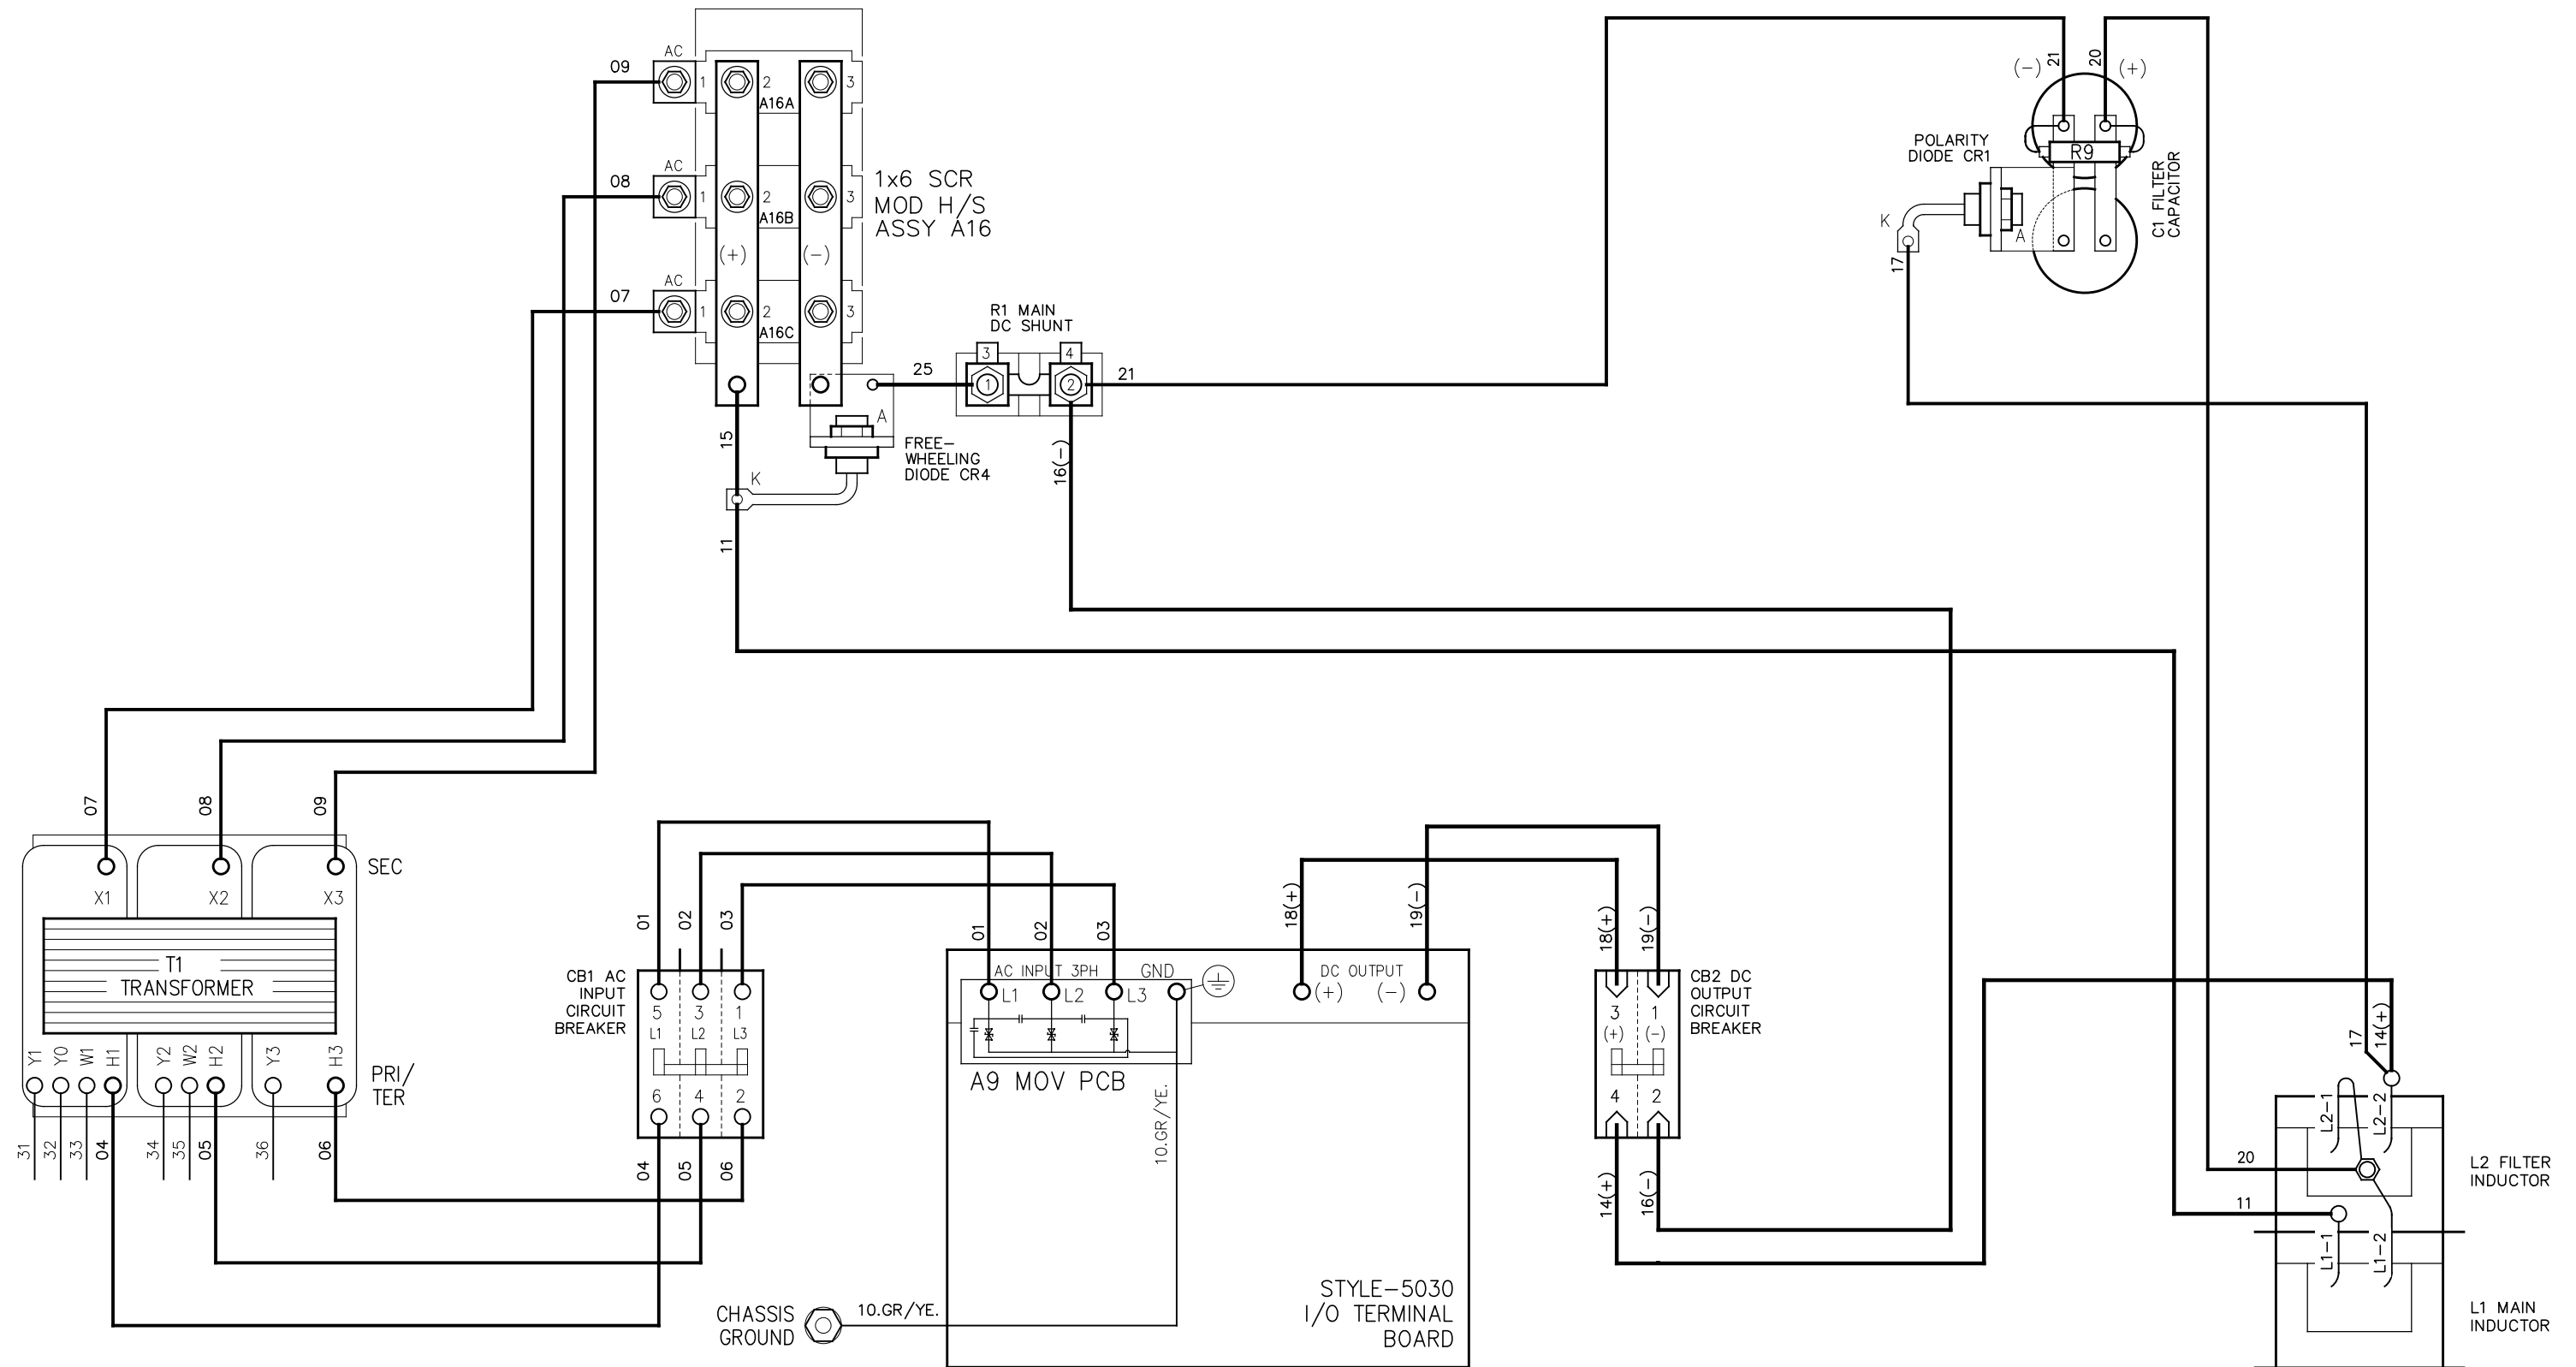 AC
09
1
2
3
A16A
AC
08
1
2
3
A16B
1x6 SCR
MOD H/S
ASSY A16
(+)
(-)
AC
07
1
2
3
A16C
15
K
11
A
FREE-
WHEELING
DIODE CR4
25
R1 MAIN
DC SHUNT
3
4
1
2
21
16(-)
(-)
21
20
(+)
POLARITY
DIODE CR1
R9
C1 FILTER
CAPACITOR
K
A
17
07
08
09
SEC
X1
X2
X3
T1
TRANSFORMER
Y1
Y0
W1
H1
Y2
W2
H2
Y3
H3
PRI/
TER
31
32
33
04
34
35
05
36
06
01
02
03
CB1 AC
INPUT
CIRCUIT
BREAKER
5
3
1
L1
L2
L3
6
4
2
04
05
06
01
02
03
18(+)
19(-)
AC INPUT 3PH
GND
DC OUTPUT
L1
L2
L3
(+)
(-)
A9 MOV PCB
10.GR/YE.
STYLE-5030
I/O TERMINAL
BOARD
CHASSIS
GROUND
10.GR/YE.
18(+)
19(-)
CB2 DC
OUTPUT
CIRCUIT
BREAKER
3
1
(+)
(-)
4
2
14(+)
16(-)
17
14(+)
L2-1
L2-2
20
L2 FILTER
INDUCTOR
11
L1-1
L1-2
L1 MAIN
INDUCTOR